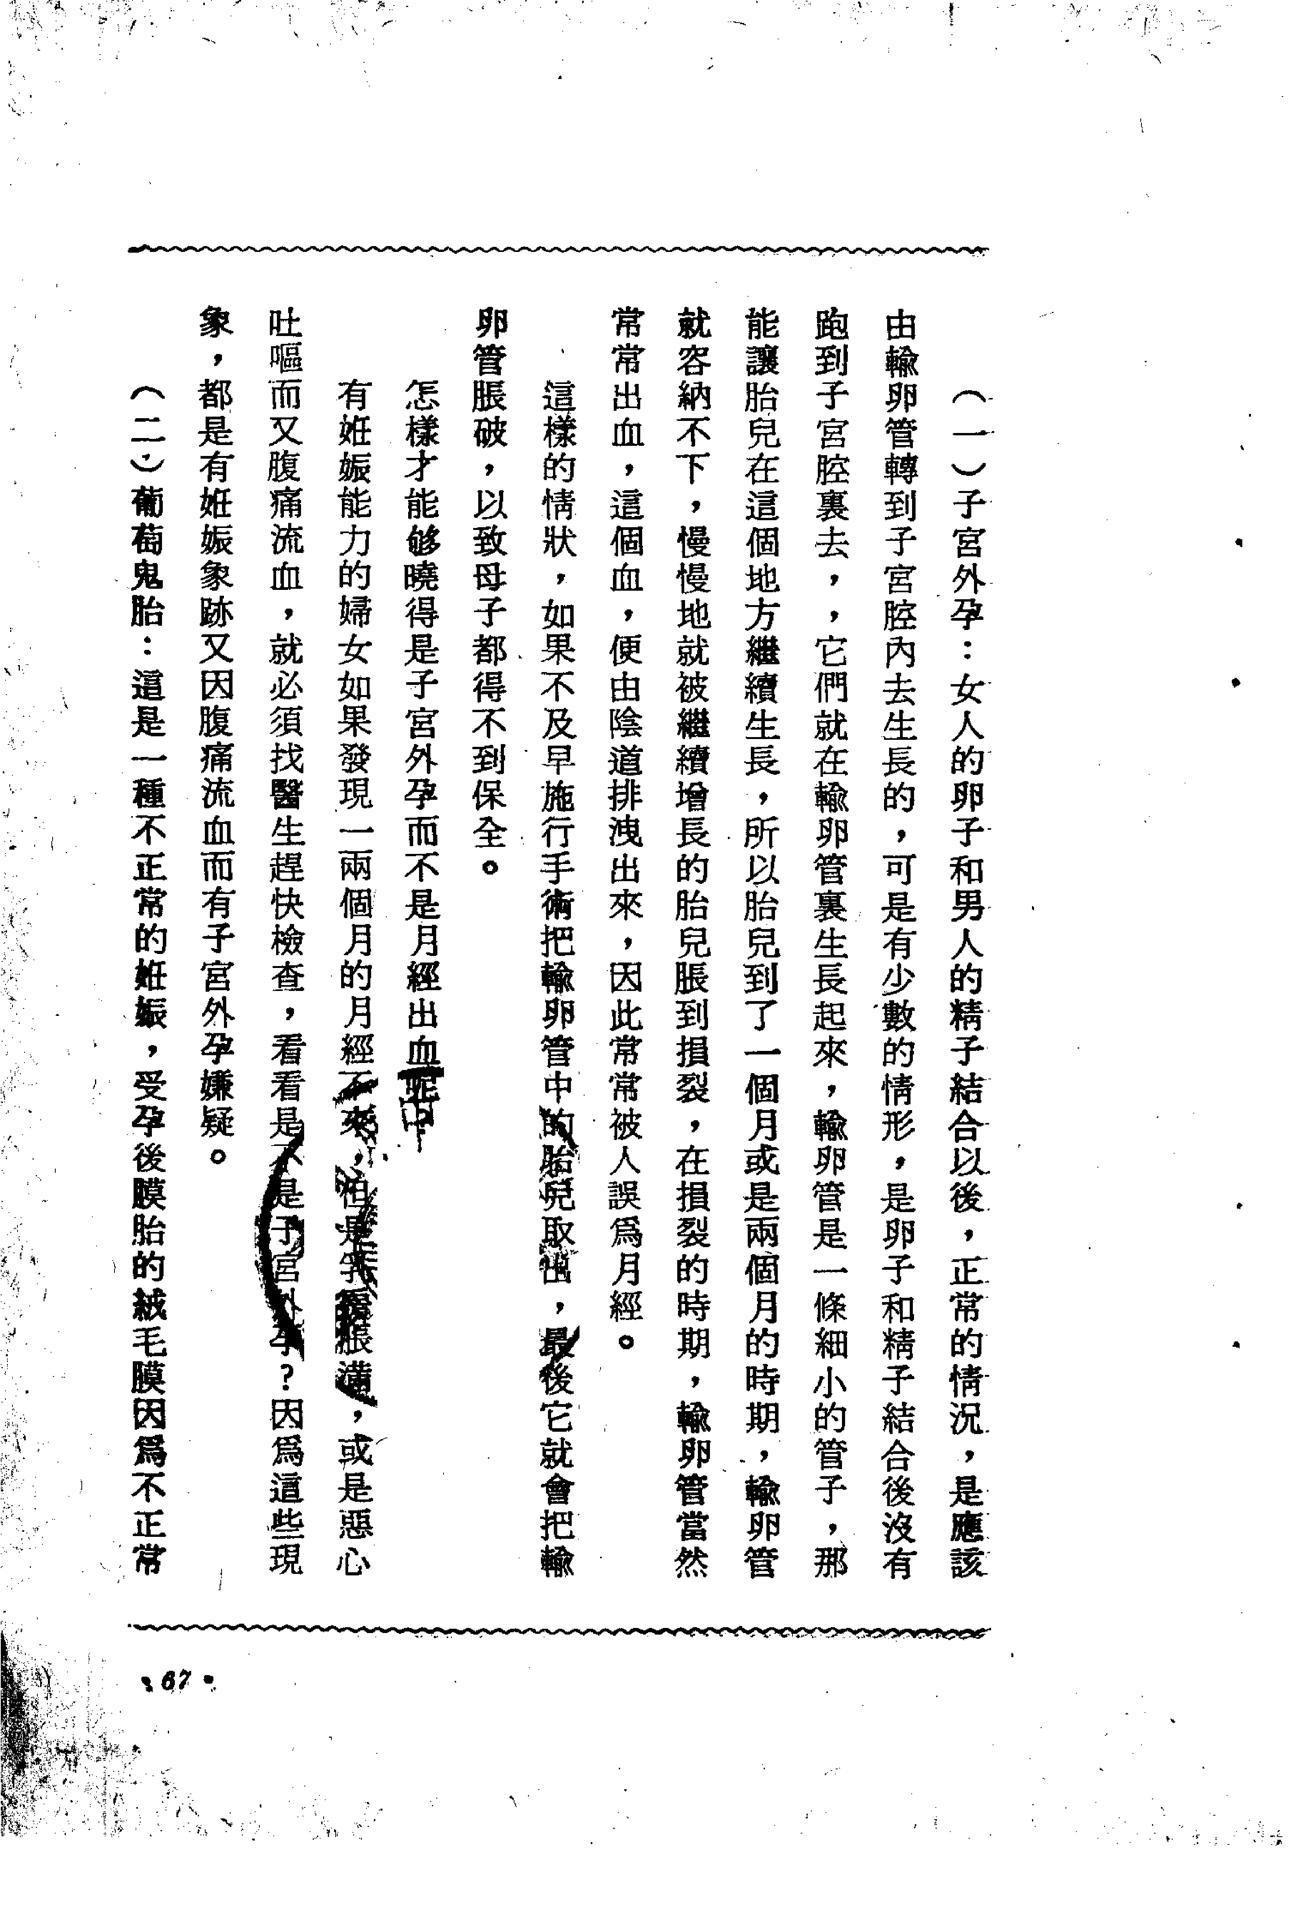 （一）子宮外孕：女人的卵子和男人的精子結合以後，正常的情況，是應該
由輸卵管轉到子宮腔內去生長的，可是有少數的情形，是卵子和精子結合後沒有
跑到子宮腔裏去，，它們就在輸卵管裏生長起來，輸卵管是一條細小的管子，那
能讓胎兒在這個地方繼續生長，所以胎兒到了一個月或是兩個月的時期，輸卵管
就容納不下，慢慢地就被繼續增長的胎兒脹到損裂，在損裂的時期，輸卵管當然
常常出血，這個血，便由陰道排洩出來，因此常常被人誤爲月經。
這樣的情狀，如果不及早施行手術把輸卵管中的胎兒取出，最後它就會把輸
卵管脹破，以致母子都得不到保全。
怎樣才能够曉得是子宮外孕而不是月經出血呢
有姙娠能力的婦女如果發現一兩個月的月經不來，但是乳脹滿，或是惡心
吐嘔而又腹痛流血，就必須找醫生趕快檢查，看看是不是子宮外孕？因爲這些現
象，都是有姙娠象跡又因腹痛流血而有子宮外孕嫌疑。
（二）葡萄鬼胎：這是一種不正常的姙娠，受孕後膜胎的絨毛膜因爲不正常
67